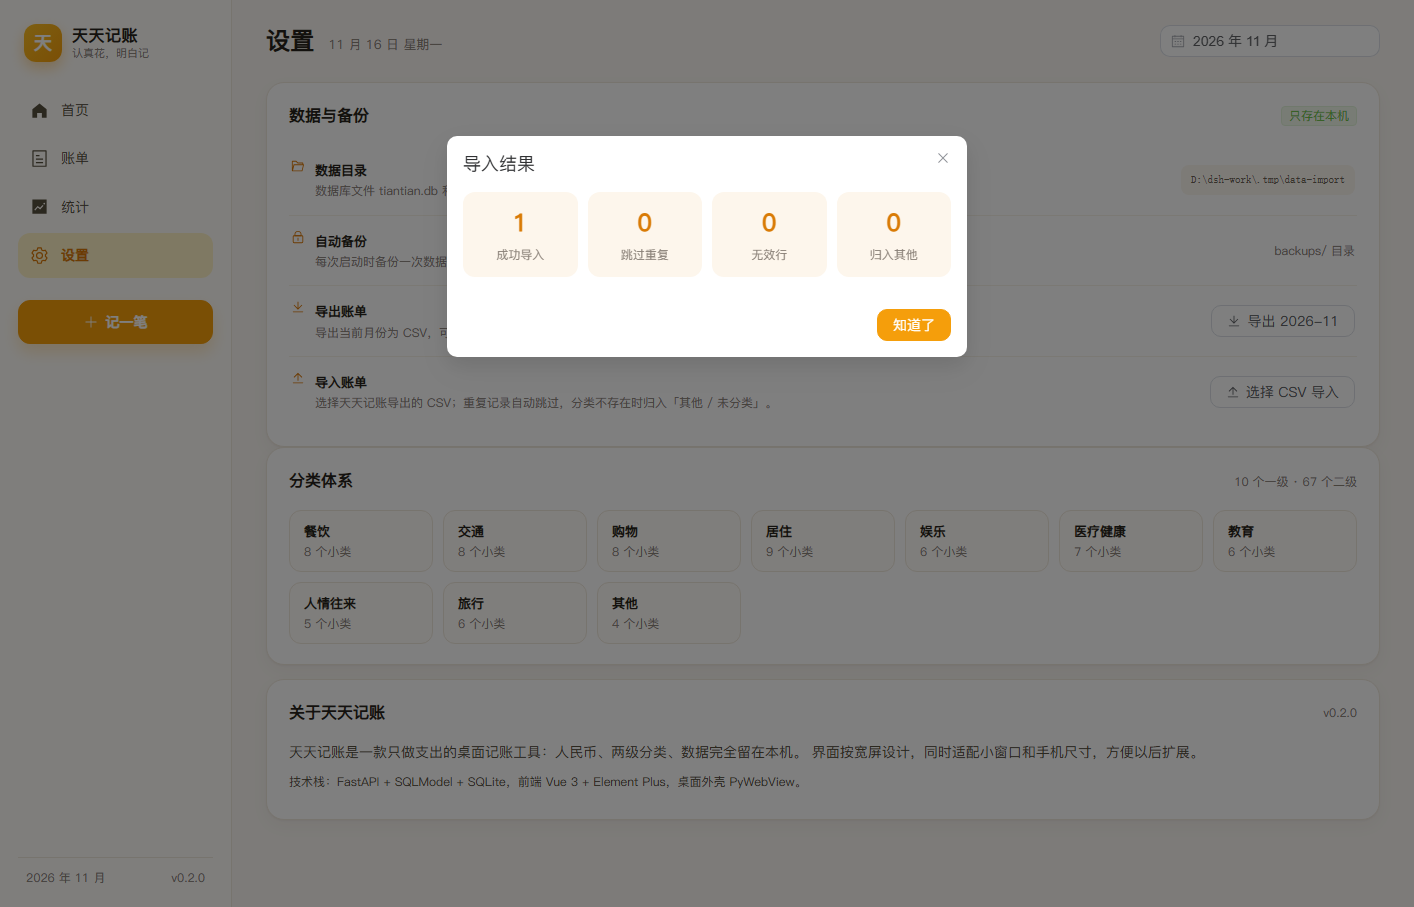 天
天天记账
认真花，明白记
首页
账单
统计
设置
记一笔
2026 年 11 月
v0.2.0
设置
11 月 16 日 星期一
2026 年 11 月
数据与备份
只存在本机
数据目录
数据库文件 tiantian.db
D:\dsh-work\.tmp\data-import
自动备份
每次启动时备份一次数据
backups/ 目录
导出账单
导出当前月份为 CSV，
导出 2026-11
导入账单
选择天天记账导出的 CSV；重复记录自动跳过，分类不存在时归入「其他 / 未分类」。
选择 CSV 导入
导入结果
1
成功导入
0
跳过重复
0
无效行
0
归入其他
知道了
分类体系
10 个一级 · 67 个二级
餐饮
8 个小类
交通
8 个小类
购物
8 个小类
居住
9 个小类
娱乐
6 个小类
医疗健康
7 个小类
教育
6 个小类
人情往来
5 个小类
旅行
6 个小类
其他
4 个小类
关于天天记账
v0.2.0
天天记账是一款只做支出的桌面记账工具：人民币、两级分类、数据完全留在本机。 界面按宽屏设计，同时适配小窗口和手机尺寸，方便以后扩展。
技术栈：FastAPI + SQLModel + SQLite，前端 Vue 3 + Element Plus，桌面外壳 PyWebView。